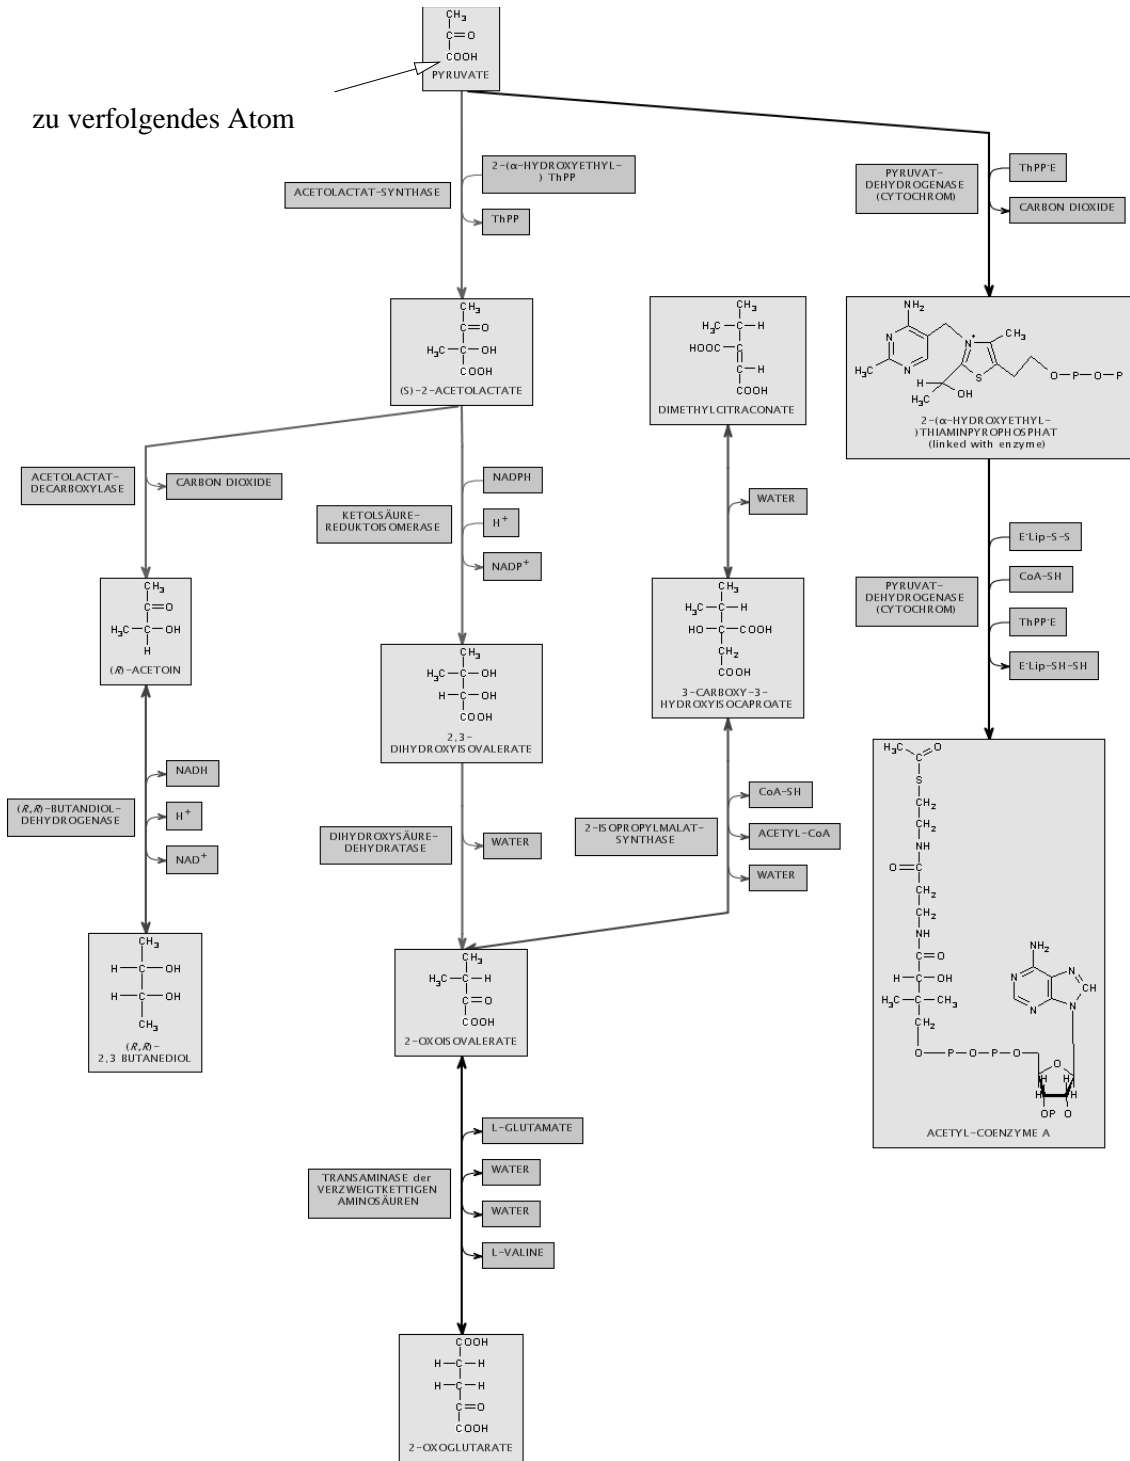 CH3
C=O
COOH
PYRUVATE
zu verfolgendes Atom
ACETOLACTAT-SYNTHASE
2-(α-HYDROXYETHYL-
) ThPP
ThPP
PYRUVAT-
DEHYDROGENASE
(CYTOCHROM)
ThPP·E
CARBON DIOXIDE
CH3
C=O
H3C-C-OH
COOH
(S)-2-ACETOLACTATE
CH3
H3C-C-H
HOOC-C
C-H
COOH
DIMETHYLCITRACONATE
NH2
N
N
H3C
N+
CH3
S
H
OH
H3C
O-P-O-P
2-(α-HYDROXYETHYL-
)THIAMINPYROPHOSPHAT
(linked with enzyme)
ACETOLACTAT-
DECARBOXYLASE
CARBON DIOXIDE
KETOLSÄURE-
REDUKTOISOMERASE
NADPH
H+
NADP+
WATER
PYRUVAT-
DEHYDROGENASE
(CYTOCHROM)
E·Lip-S-S
CoA-SH
ThPP·E
E·Lip-SH-SH
CH3
C=O
H3C-C-OH
H
(R)-ACETOIN
CH3
H3C-C-OH
H-C-OH
COOH
2,3-
DIHYDROXYISOVALERATE
CH3
H3C-C-H
HO-C-COOH
CH2
COOH
3-CARBOXY-3-
HYDROXYISOCAPROATE
(R,R)-BUTANDIOL-
DEHYDROGENASE
NADH
H+
NAD+
DIHYDROXYSÄURE-
DEHYDRATASE
WATER
2-ISOPROPYLMALAT-
SYNTHASE
CoA-SH
ACETYL-CoA
WATER
CH3
H-C-OH
H-C-OH
CH3
(R,R)-
2,3 BUTANEDIOL
CH3
H3C-C-H
C=O
COOH
2-OXOISOVALERATE
H3C
O
C
S
CH2
CH2
NH
O=C
CH2
CH2
NH
C=O
CH-OH
H3C-C-CH3
CH2
O-P-O-P-O
NH2
N
N
N
CH
N
O
H
H
H
H
OP
O
ACETYL-COENZYME A
TRANSAMINASE der
VERZWEIGTKETTIGEN
AMINOSÄUREN
L-GLUTAMATE
WATER
WATER
L-VALINE
COOH
H-C-H
H-C-H
C=O
COOH
2-OXOGLUTARATE